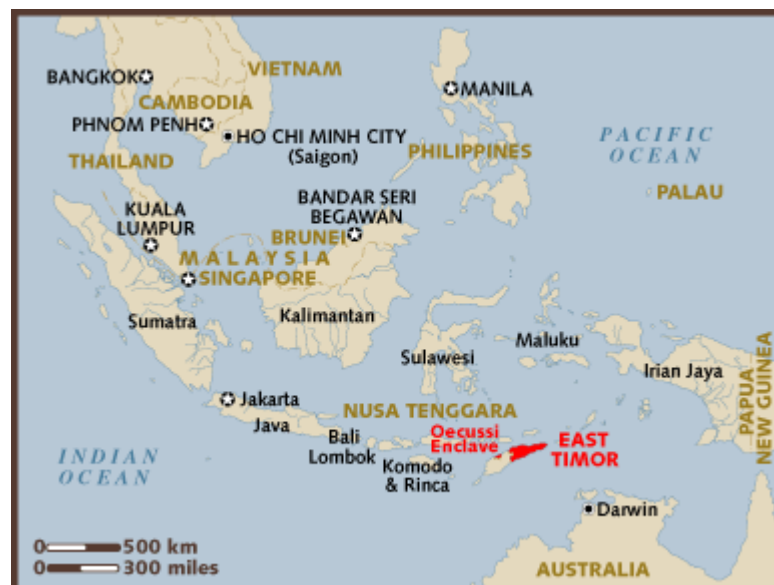 VIETNAM
BANGKOK
MANILA
CAMBODIA
PHNOM PENH
HO CHI MINH CITY
(Saigon)
PACIFIC
OCEAN
THAILAND
PHILIPPINES
PALAU
BANDAR SERI
BEGAWAN
KUALA
LUMPUR
BRUNEI
MALAYSIA
SINGAPORE
Sumatra
Kalimantan
Sulawesi
Maluku
Irian Jaya
PAPUA
NEW GUINEA
Jakarta
Java
NUSA TENGGARA
Bali
Lombok
Oecussi
Enclave
EAST
TIMOR
Komodo
& Rinca
INDIAN
OCEAN
Darwin
0 500 km
0 300 miles
AUSTRALIA